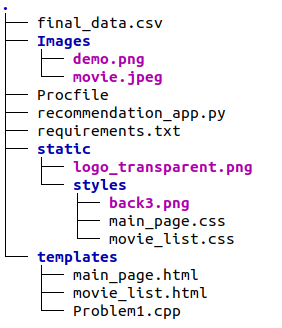 .
final_data.csv
Images
demo.png
movie.jpeg
Procfile
recommendation_app.py
requirements.txt
static
logo_transparent.png
styles
back3.png
main_page.css
movie_list.css
templates
main_page.html
movie_list.html
Problem1.cpp